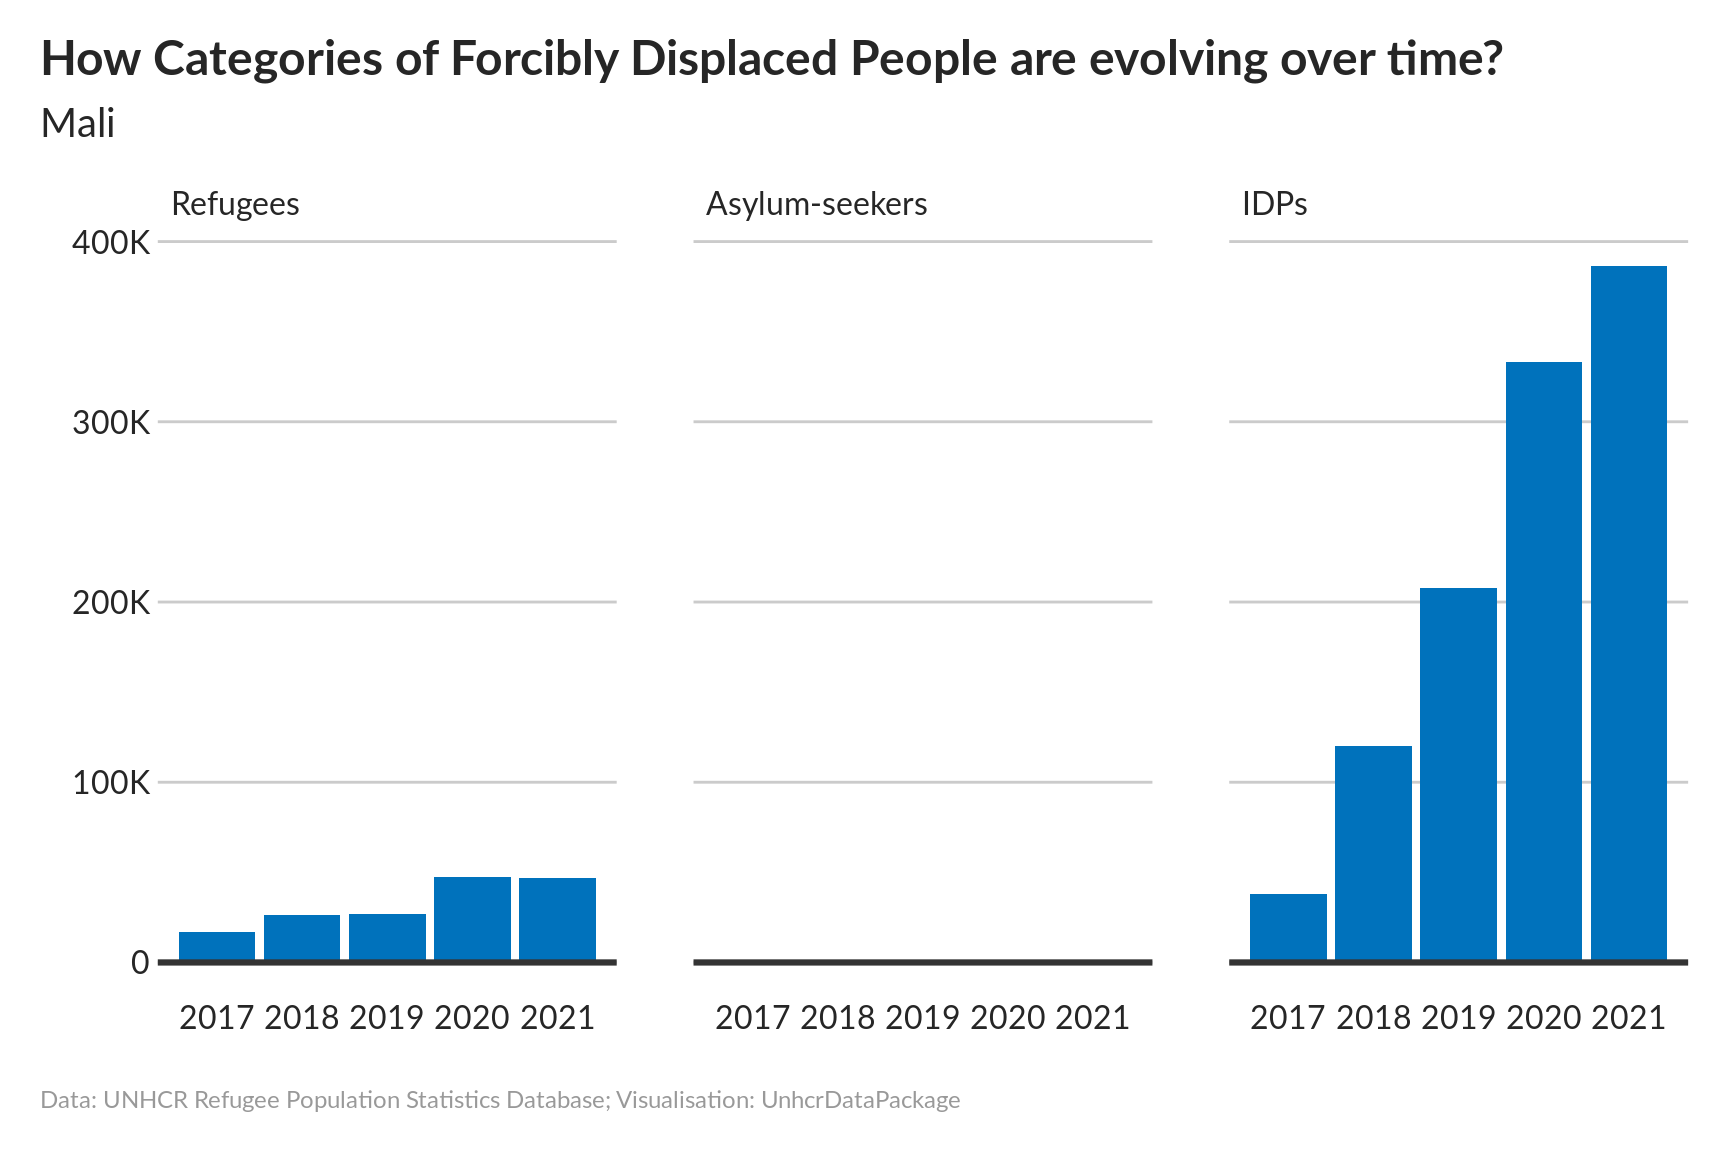 How Categories of Forcibly Displaced People are evolving over time?
Mali
Refugees Asylum-seekers IDPs
400K
300K
200K
100K
0
2017 2018 2019 2020 2021 2017 2018 2019 2020 2021 2017 2018 2019 2020 2021
Data: UNHCR Refugee Population Statistics Database; Visualisation: UnhcrDataPackage